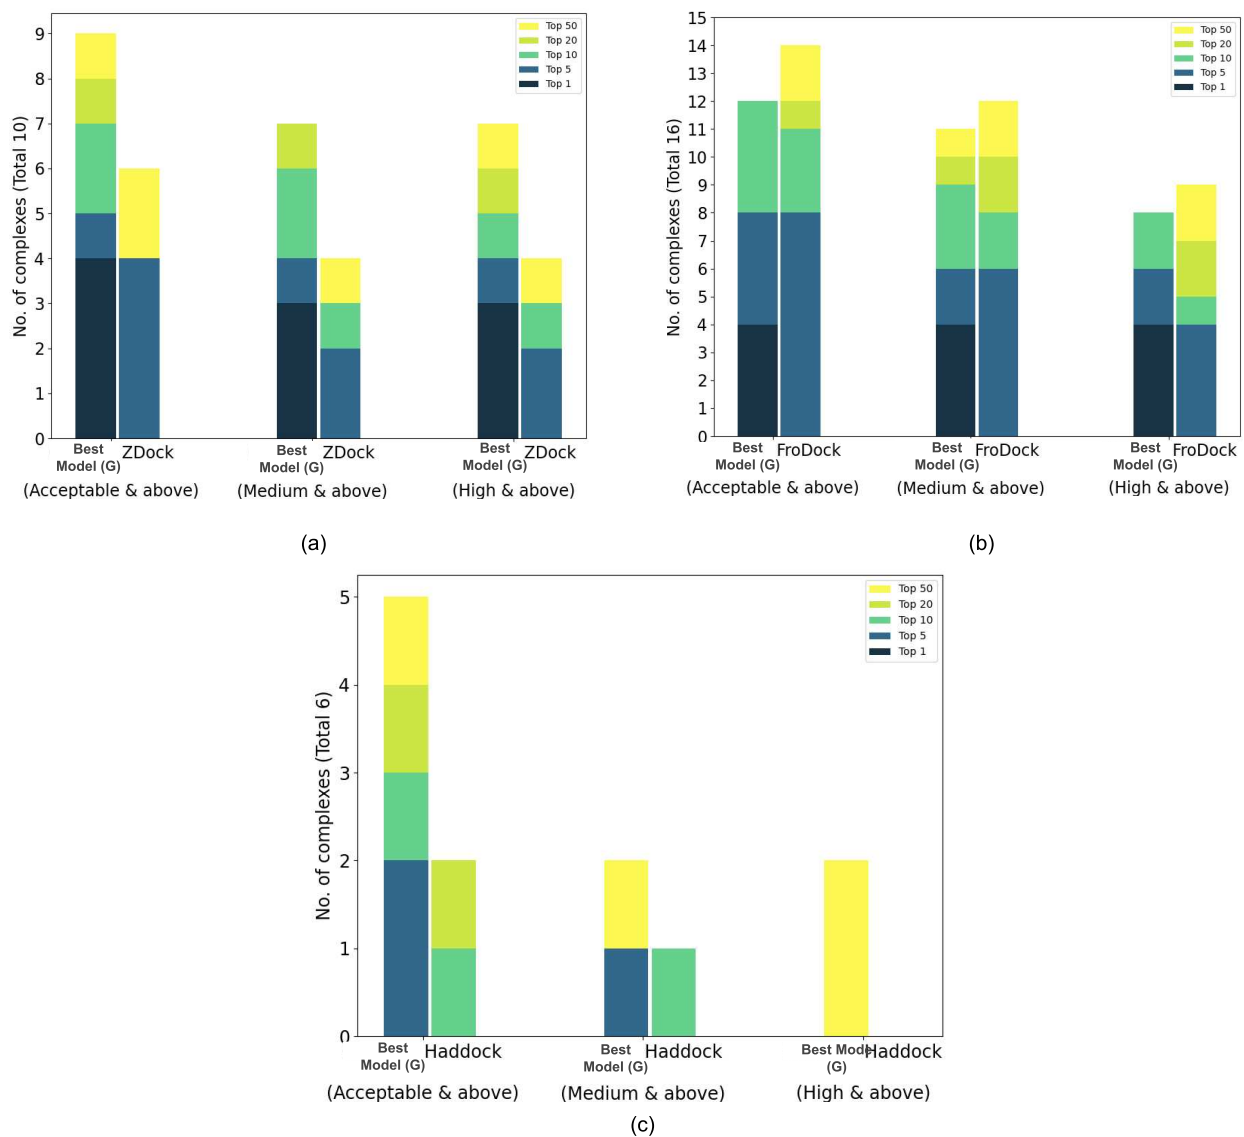 No. of complexes (Total 10)
9
8
7
6
5
4
3
2
1
0
Top 50
Top 20
Top 10
Top 5
Top 1
Best Model (G)
ZDock
Best Model (G)
ZDock
Best Model (G)
ZDock
(Acceptable & above)
(Medium & above)
(High & above)
(a)
No. of complexes (Total 16)
15
14
13
12
11
10
9
8
7
6
5
4
3
2
1
0
Top 50
Top 20
Top 10
Top 5
Top 1
Best
Model (G)
FroDock
Best
Model (G)
FroDock
Best
Model (G)
FroDock
(Acceptable & above)
(Medium & above)
(High & above)
(b)
No. of complexes (Total 6)
5
4
3
2
1
0
Top 50
Top 20
Top 10
Top 5
Top 1
Best
Model (G)
Haddock
Best
Model (G)
Haddock
Best Mode
(G)
Haddock
(Acceptable & above)
(Medium & above)
(High & above)
(c)